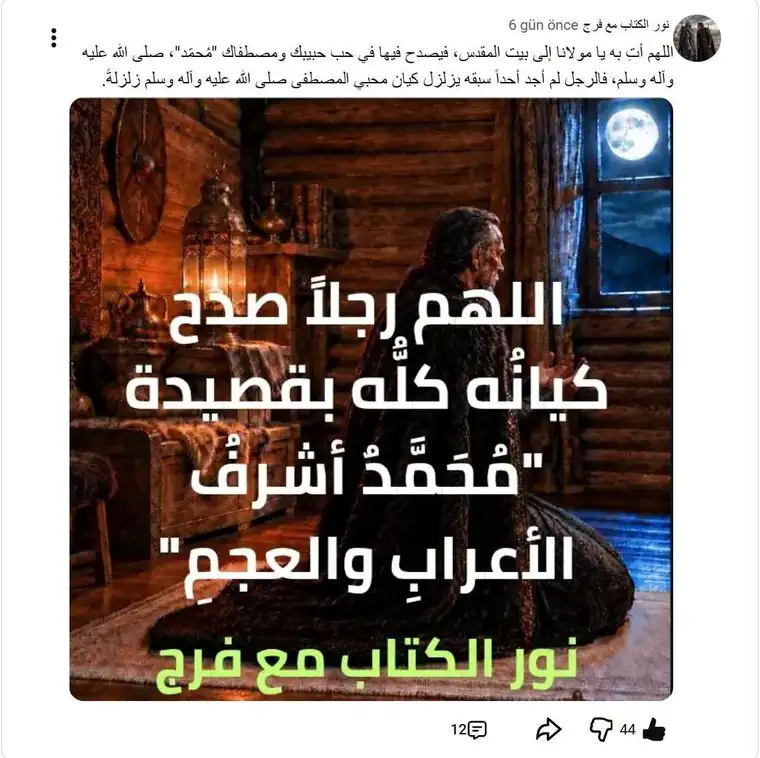 نور الكتاب مع فرج 6 gün önce
اللهم أتِ به يا مولانا إلى بيت المقدس، فيصدح فيها في حب حبيبك ومصطفاك "مُحمّد"، صلى الله عليه
وآله وسلم، فالرجل لم أجد أحداً سبقه يزلزل كيان محبي المصطفى صلى الله عليه وآله وسلم زلزلةً.
اللهم رجلاً صدح
كيانُه كلُّه بقصيدة
"مُحَمَّدُ أشرفُ
الأعرابِ والعجمِ"
نور الكتاب مع فرج
44
12